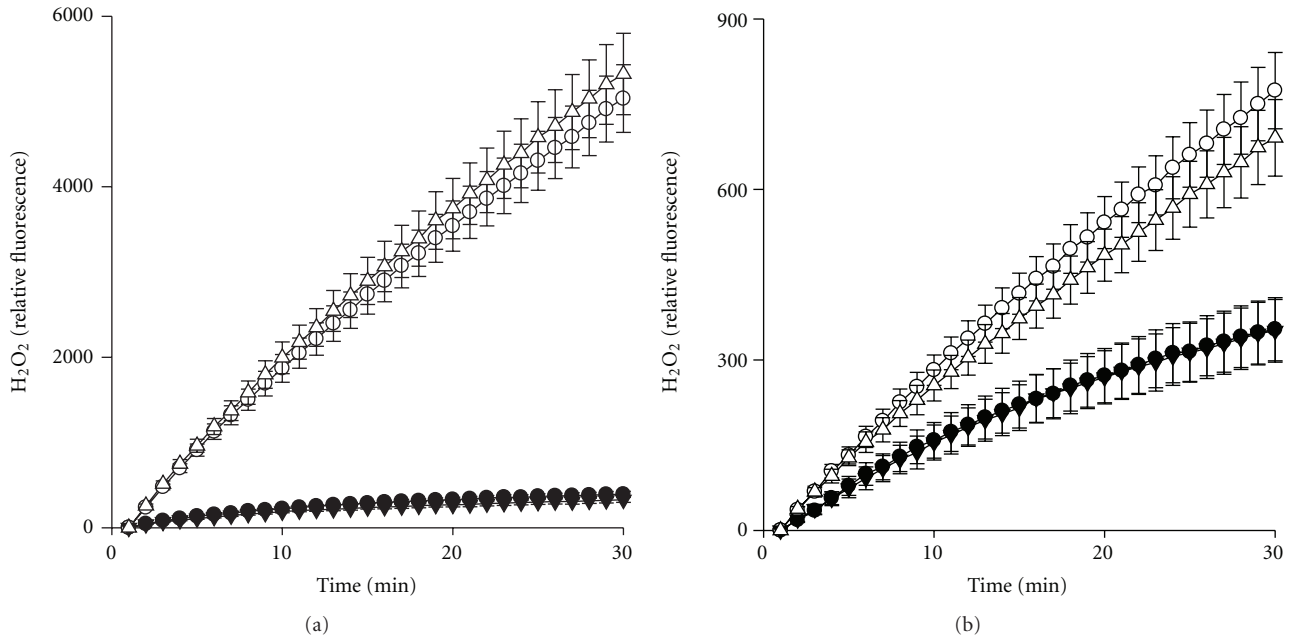 6000
4000
2000
0
H₂O₂ (relative fluorescence)
0 10 20 30
Time (min)
(a)
900
600
300
0
H₂O₂ (relative fluorescence)
0 10 20 30
Time (min)
(b)